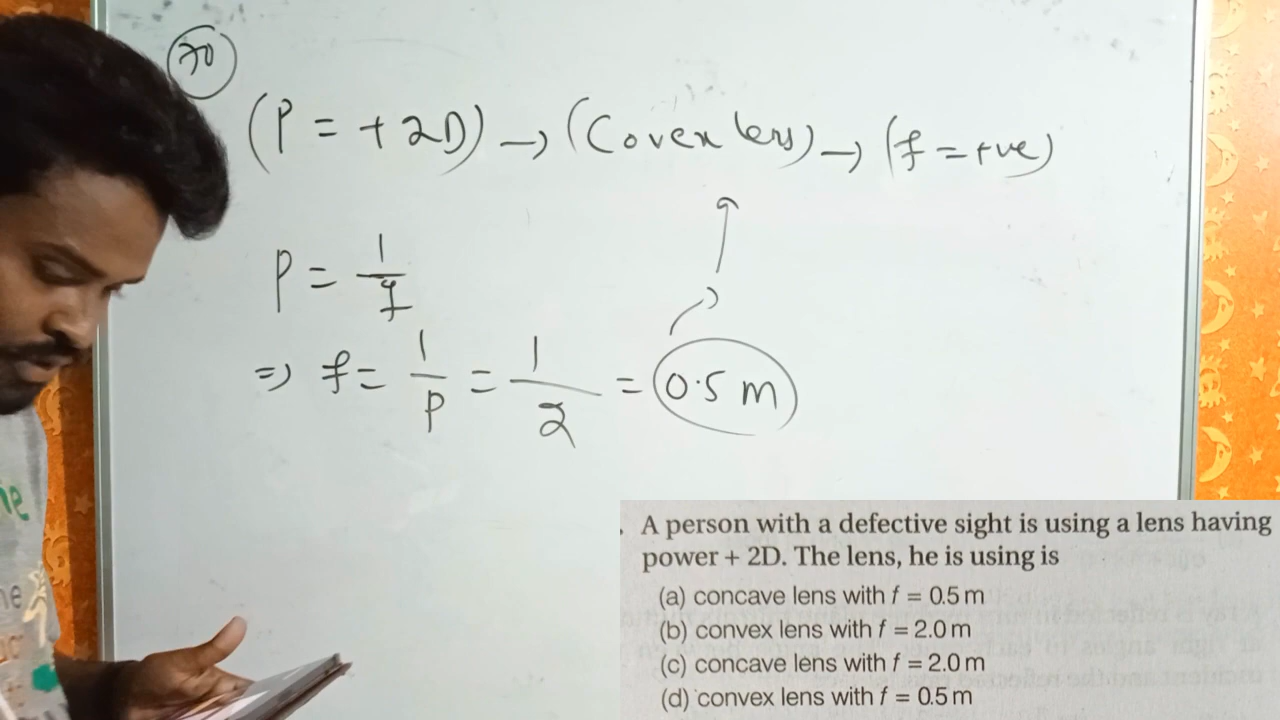 70
(P = + 2D) → (Covex lens) → (f = +ve)
P = 1/f
⇒ f = 1/P = 1/2 = 0.5 m
A person with a defective sight is using a lens having
power + 2D. The lens, he is using is
(a) concave lens with f = 0.5 m
(b) convex lens with f = 2.0 m
(c) concave lens with f = 2.0 m
(d) convex lens with f = 0.5 m